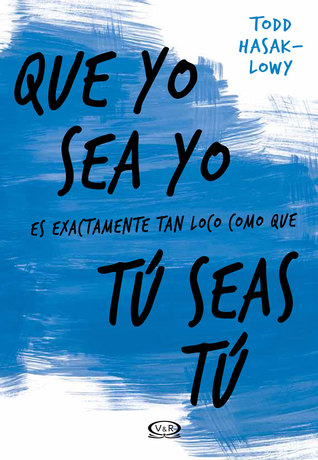 TODD
HASAK-
LOWY
QUE YO
SEA YO
ES EXACTAMENTE TAN LOCO COMO QUE
TÚ SEAS
TÚ
V&R